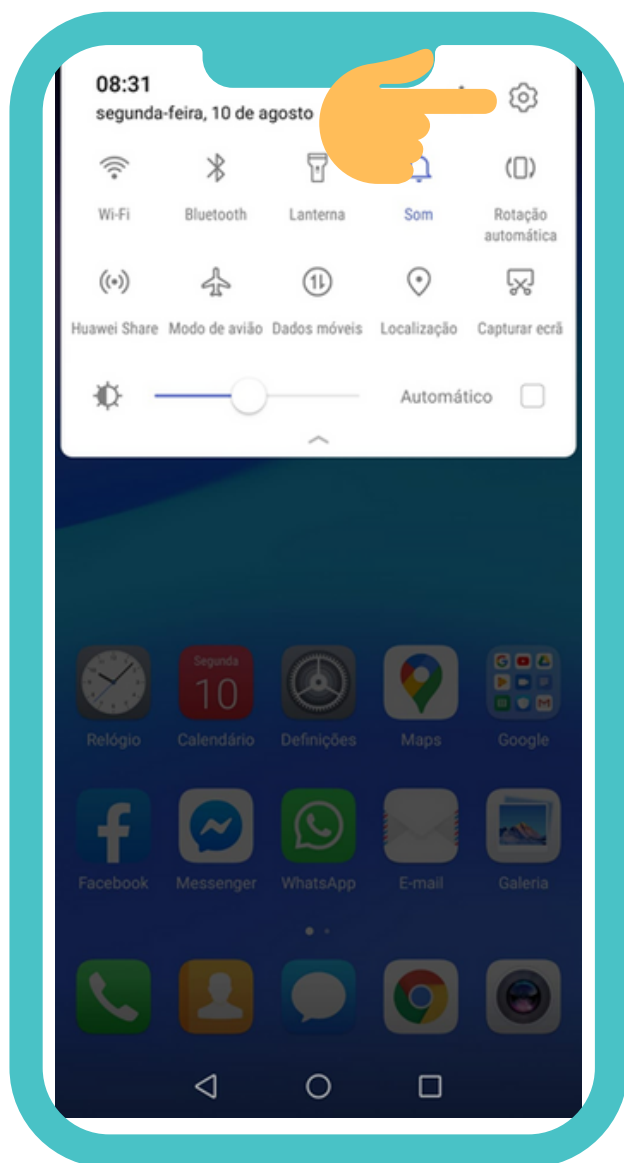 08:31
segunda-feira, 10 de agosto
Wi-Fi Bluetooth Lanterna Som Rotação
automática
Huawei Share Modo de avião Dados móveis Localização Capturar ecrã
Automático
Segunda
10
Relógio Calendário Definições Maps Google
Facebook Messenger WhatsApp E-mail Galeria